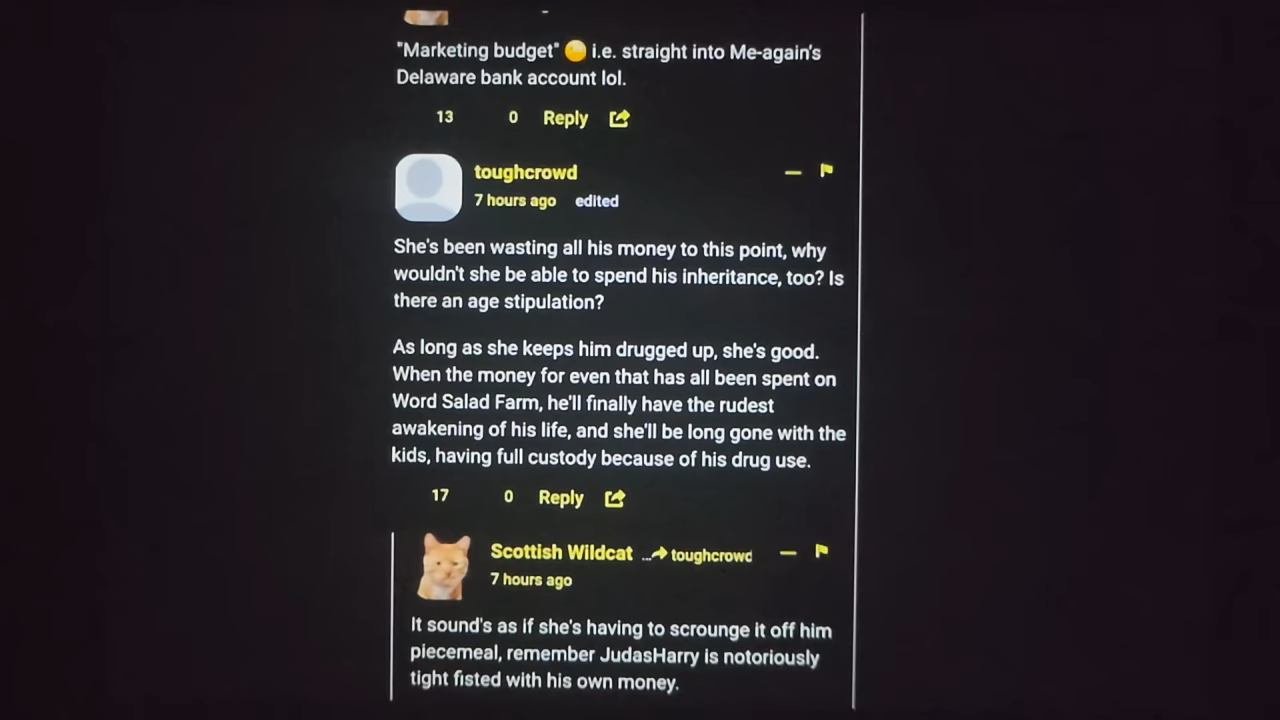 "Marketing budget" i.e. straight into Me-again's
Delaware bank account lol.
13 0 Reply
toughcrowd
7 hours ago edited
She's been wasting all his money to this point, why
wouldn't she be able to spend his inheritance, too? Is
there an age stipulation?
As long as she keeps him drugged up, she's good.
When the money for even that has all been spent on
Word Salad Farm, he'll finally have the rudest
awakening of his life, and she'll be long gone with the
kids, having full custody because of his drug use.
17 0 Reply
Scottish Wildcat ... toughcrowd
7 hours ago
It sound's as if she's having to scrounge it off him
piecemeal, remember JudasHarry is notoriously
tight fisted with his own money.